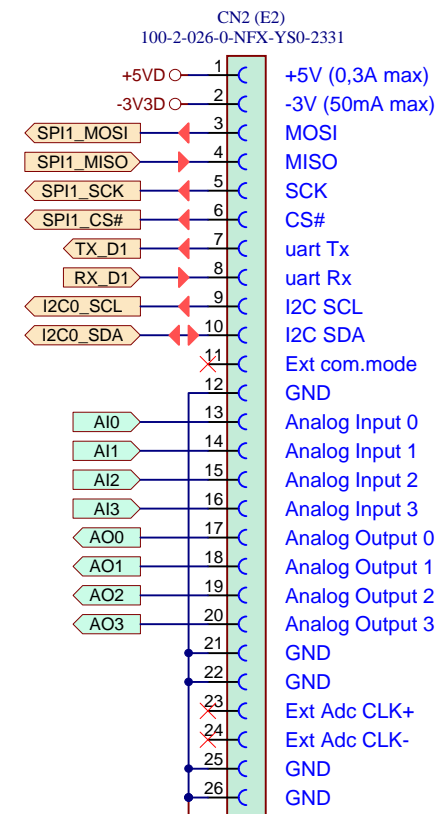 CN2 (E2)
100-2-026-0-NFX-YS0-2331
+5VD 1 +5V (0,3A max)
-3V3D 2 -3V (50mA max)
SPI1_MOSI 3 MOSI
SPI1_MISO 4 MISO
SPI1_SCK 5 SCK
SPI1_CS# 6 CS#
TX_D1 7 uart Tx
RX_D1 8 uart Rx
I2C0_SCL 9 I2C SCL
I2C0_SDA 10 I2C SDA
11 Ext com.mode
12 GND
AI0 13 Analog Input 0
AI1 14 Analog Input 1
AI2 15 Analog Input 2
AI3 16 Analog Input 3
AO0 17 Analog Output 0
AO1 18 Analog Output 1
AO2 19 Analog Output 2
AO3 20 Analog Output 3
21 GND
22 GND
23 Ext Adc CLK+
24 Ext Adc CLK-
25 GND
26 GND